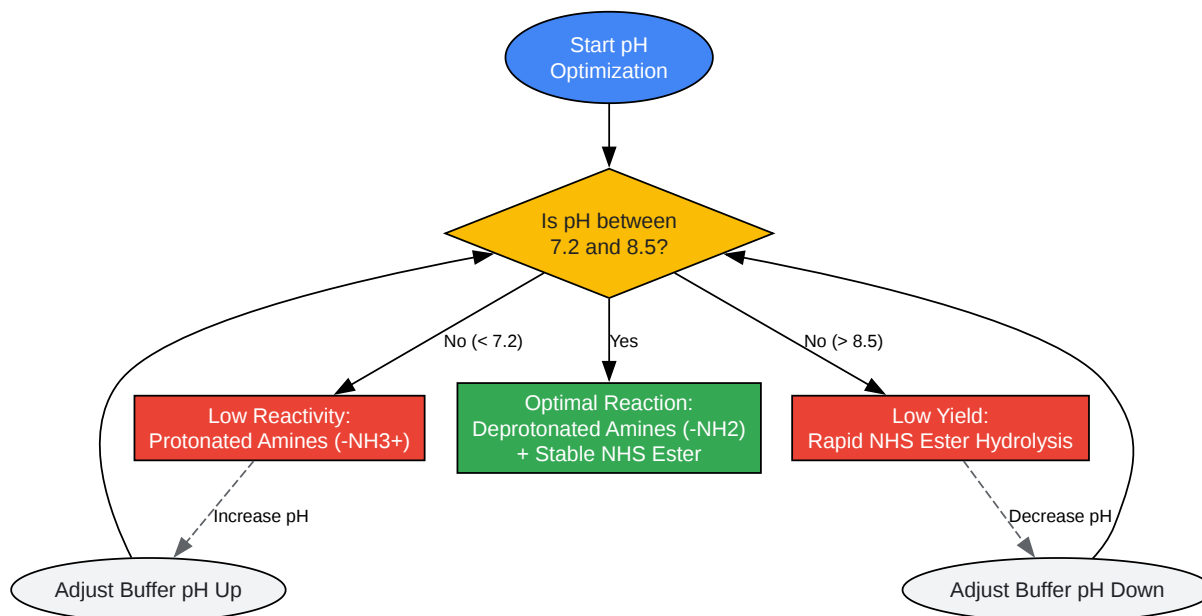 Start pH
Optimization
Is pH between
7.2 and 8.5?
No (< 7.2)
Yes
No (> 8.5)
Low Reactivity:
Protonated Amines (-NH3+)
Optimal Reaction:
Deprotonated Amines (-NH2)
+ Stable NHS Ester
Low Yield:
Rapid NHS Ester Hydrolysis
Increase pH
Decrease pH
Adjust Buffer pH Up
Adjust Buffer pH Down